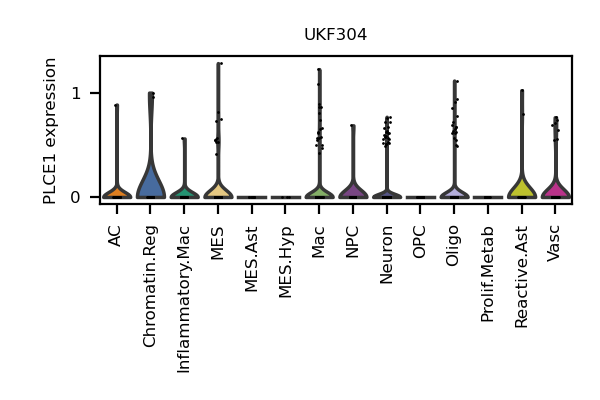 UKF304
PLCE1 expression
1
0
AC
Chromatin.Reg
Inflammatory.Mac
MES
MES.Ast
MES.Hyp
Mac
NPC
Neuron
OPC
Oligo
Prolif.Metab
Reactive.Ast
Vasc